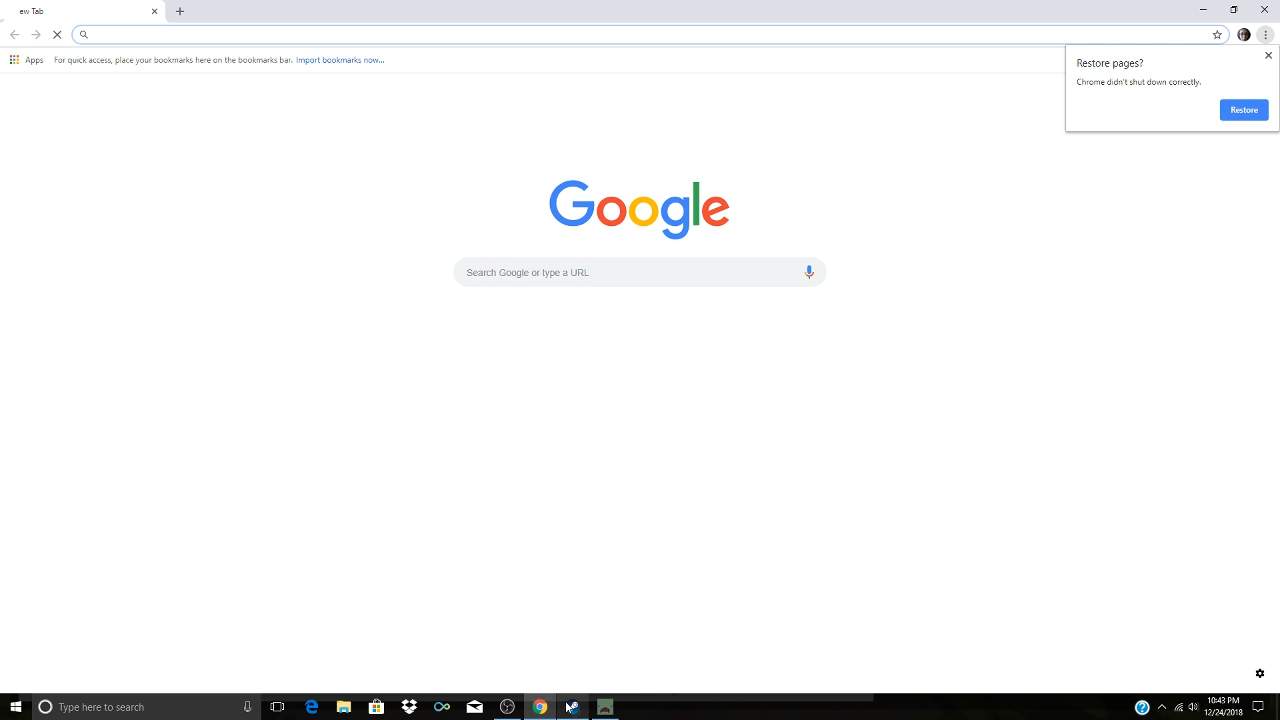 ew Tab
Apps For quick access, place your bookmarks here on the bookmarks bar. Import bookmarks now...
Restore pages?
Chrome didn't shut down correctly.
Restore
Google
Search Google or type a URL
Type here to search
10:43 PM
12/24/2018